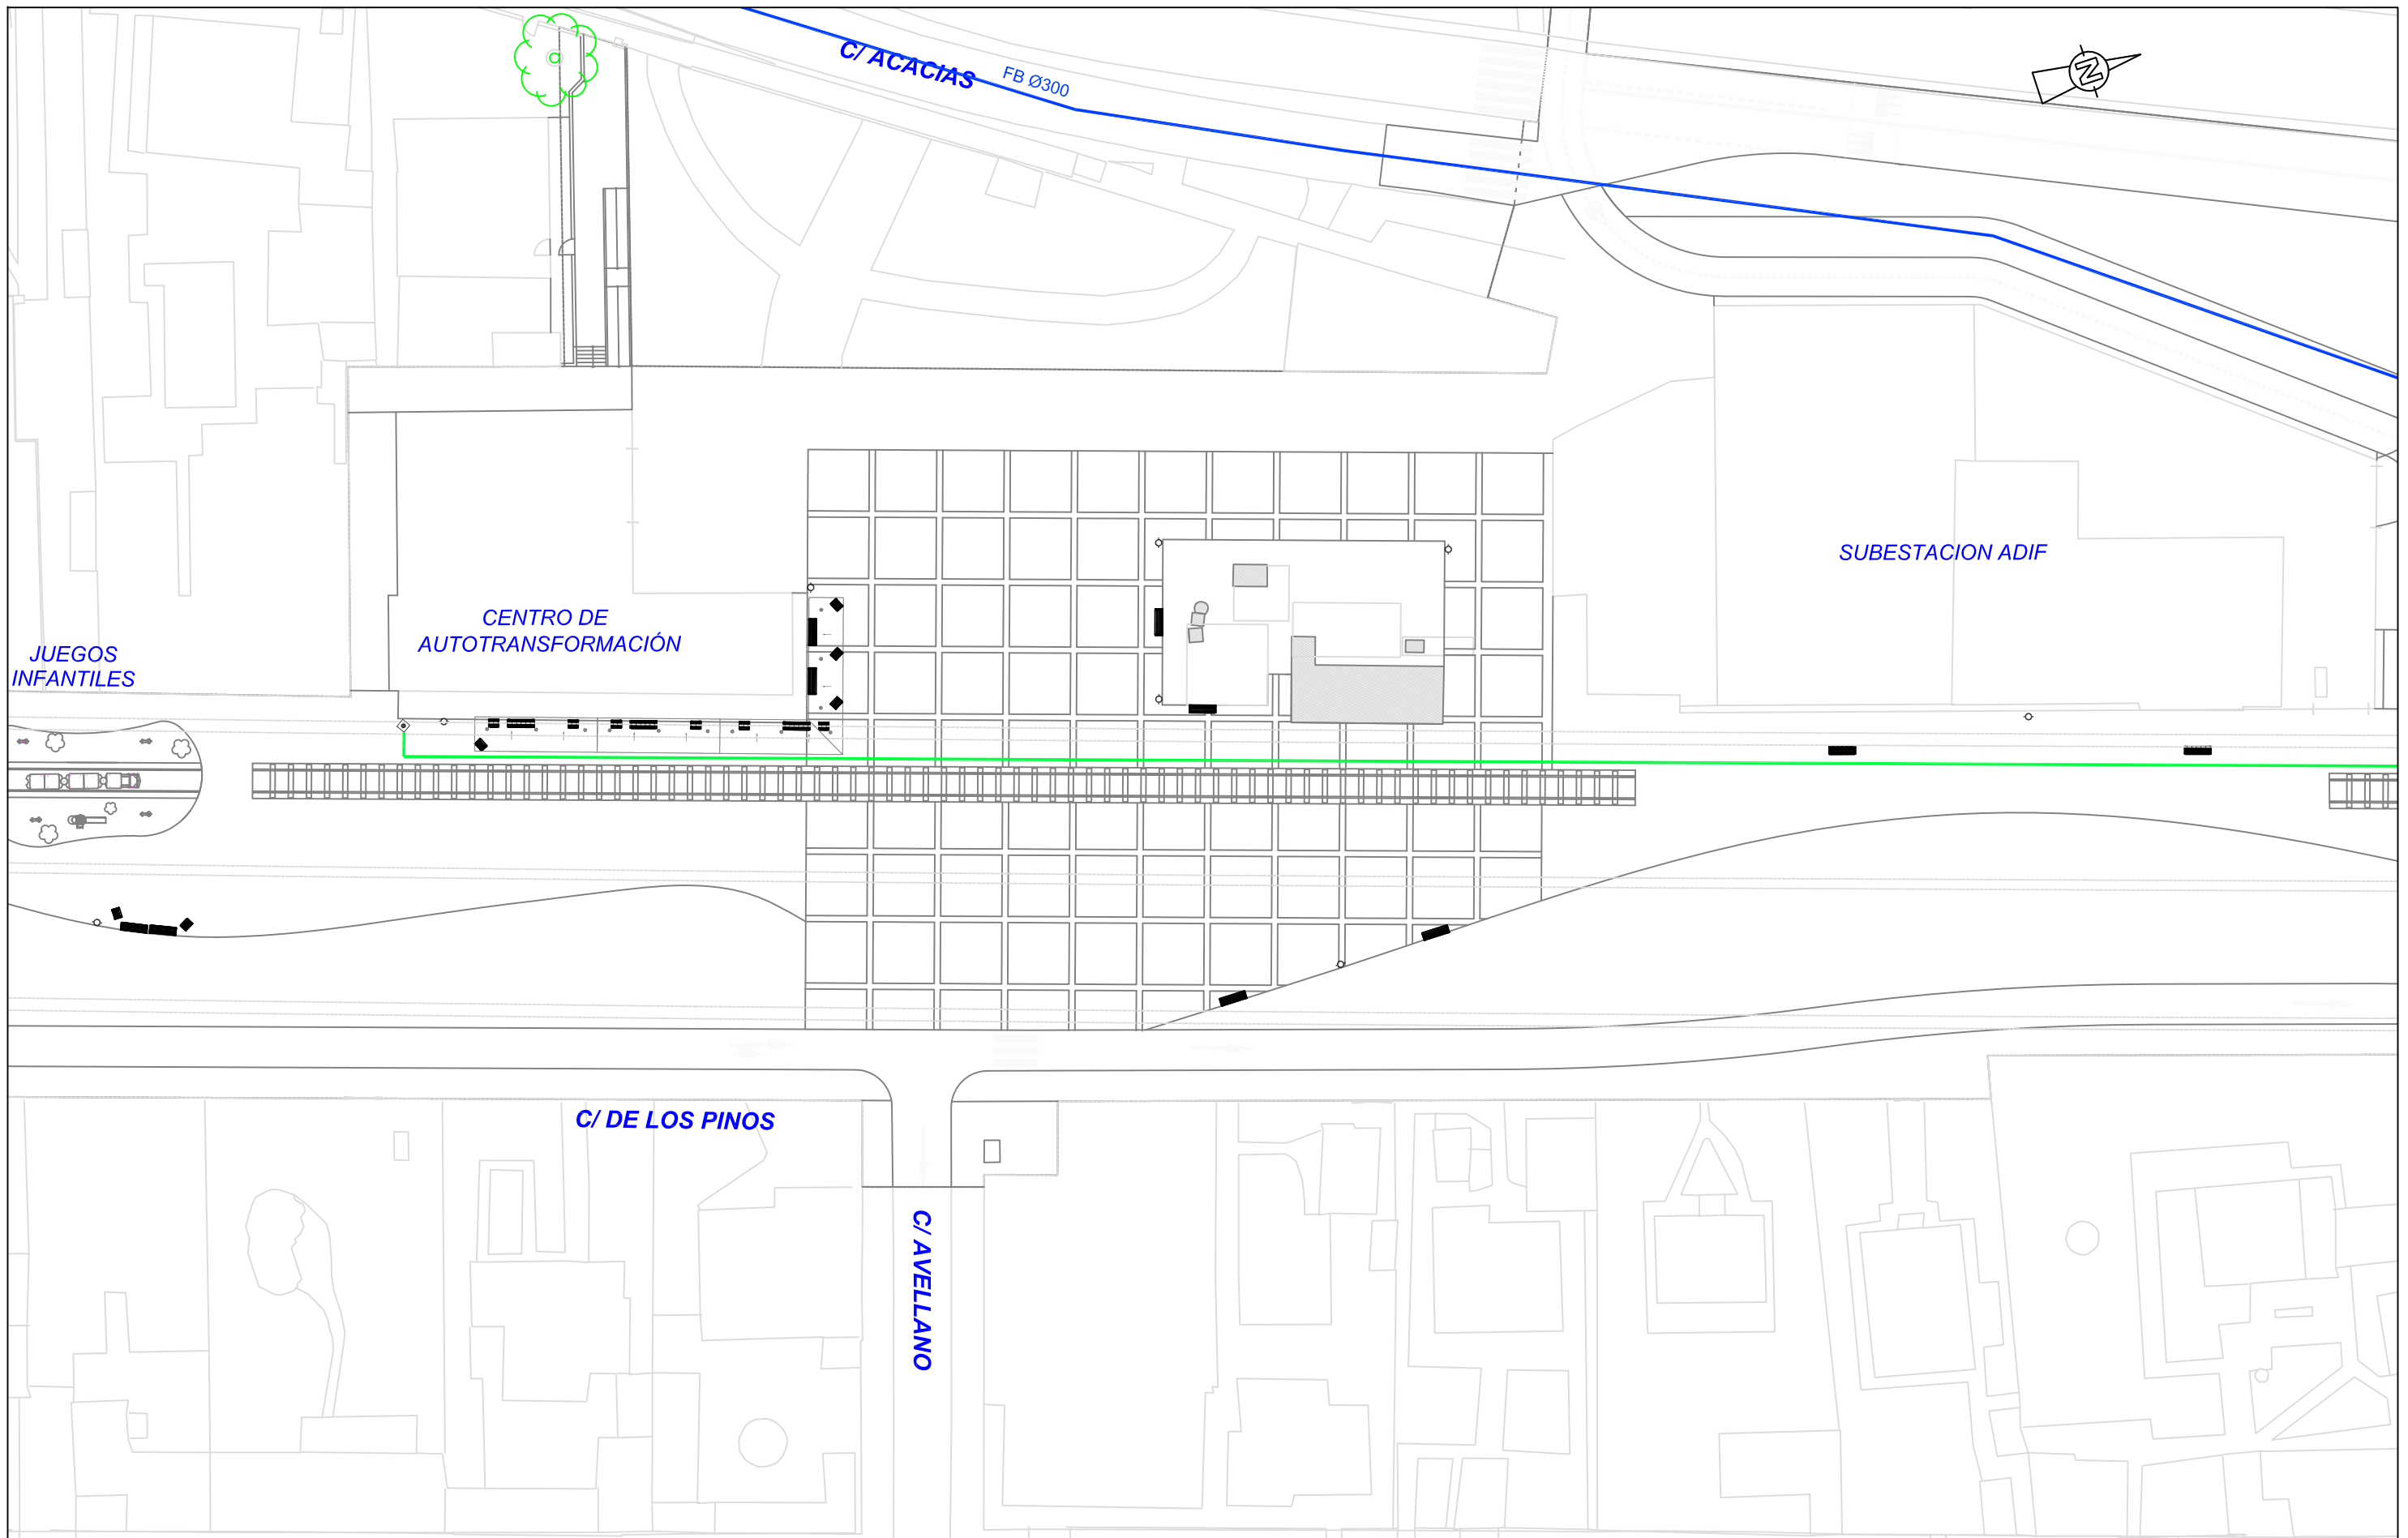 C/ ACACIAS
FB Ø300
N
SUBESTACION ADIF
CENTRO DE
AUTOTRANSFORMACIÓN
JUEGOS
INFANTILES
C/ DE LOS PINOS
C/ AVELLANO